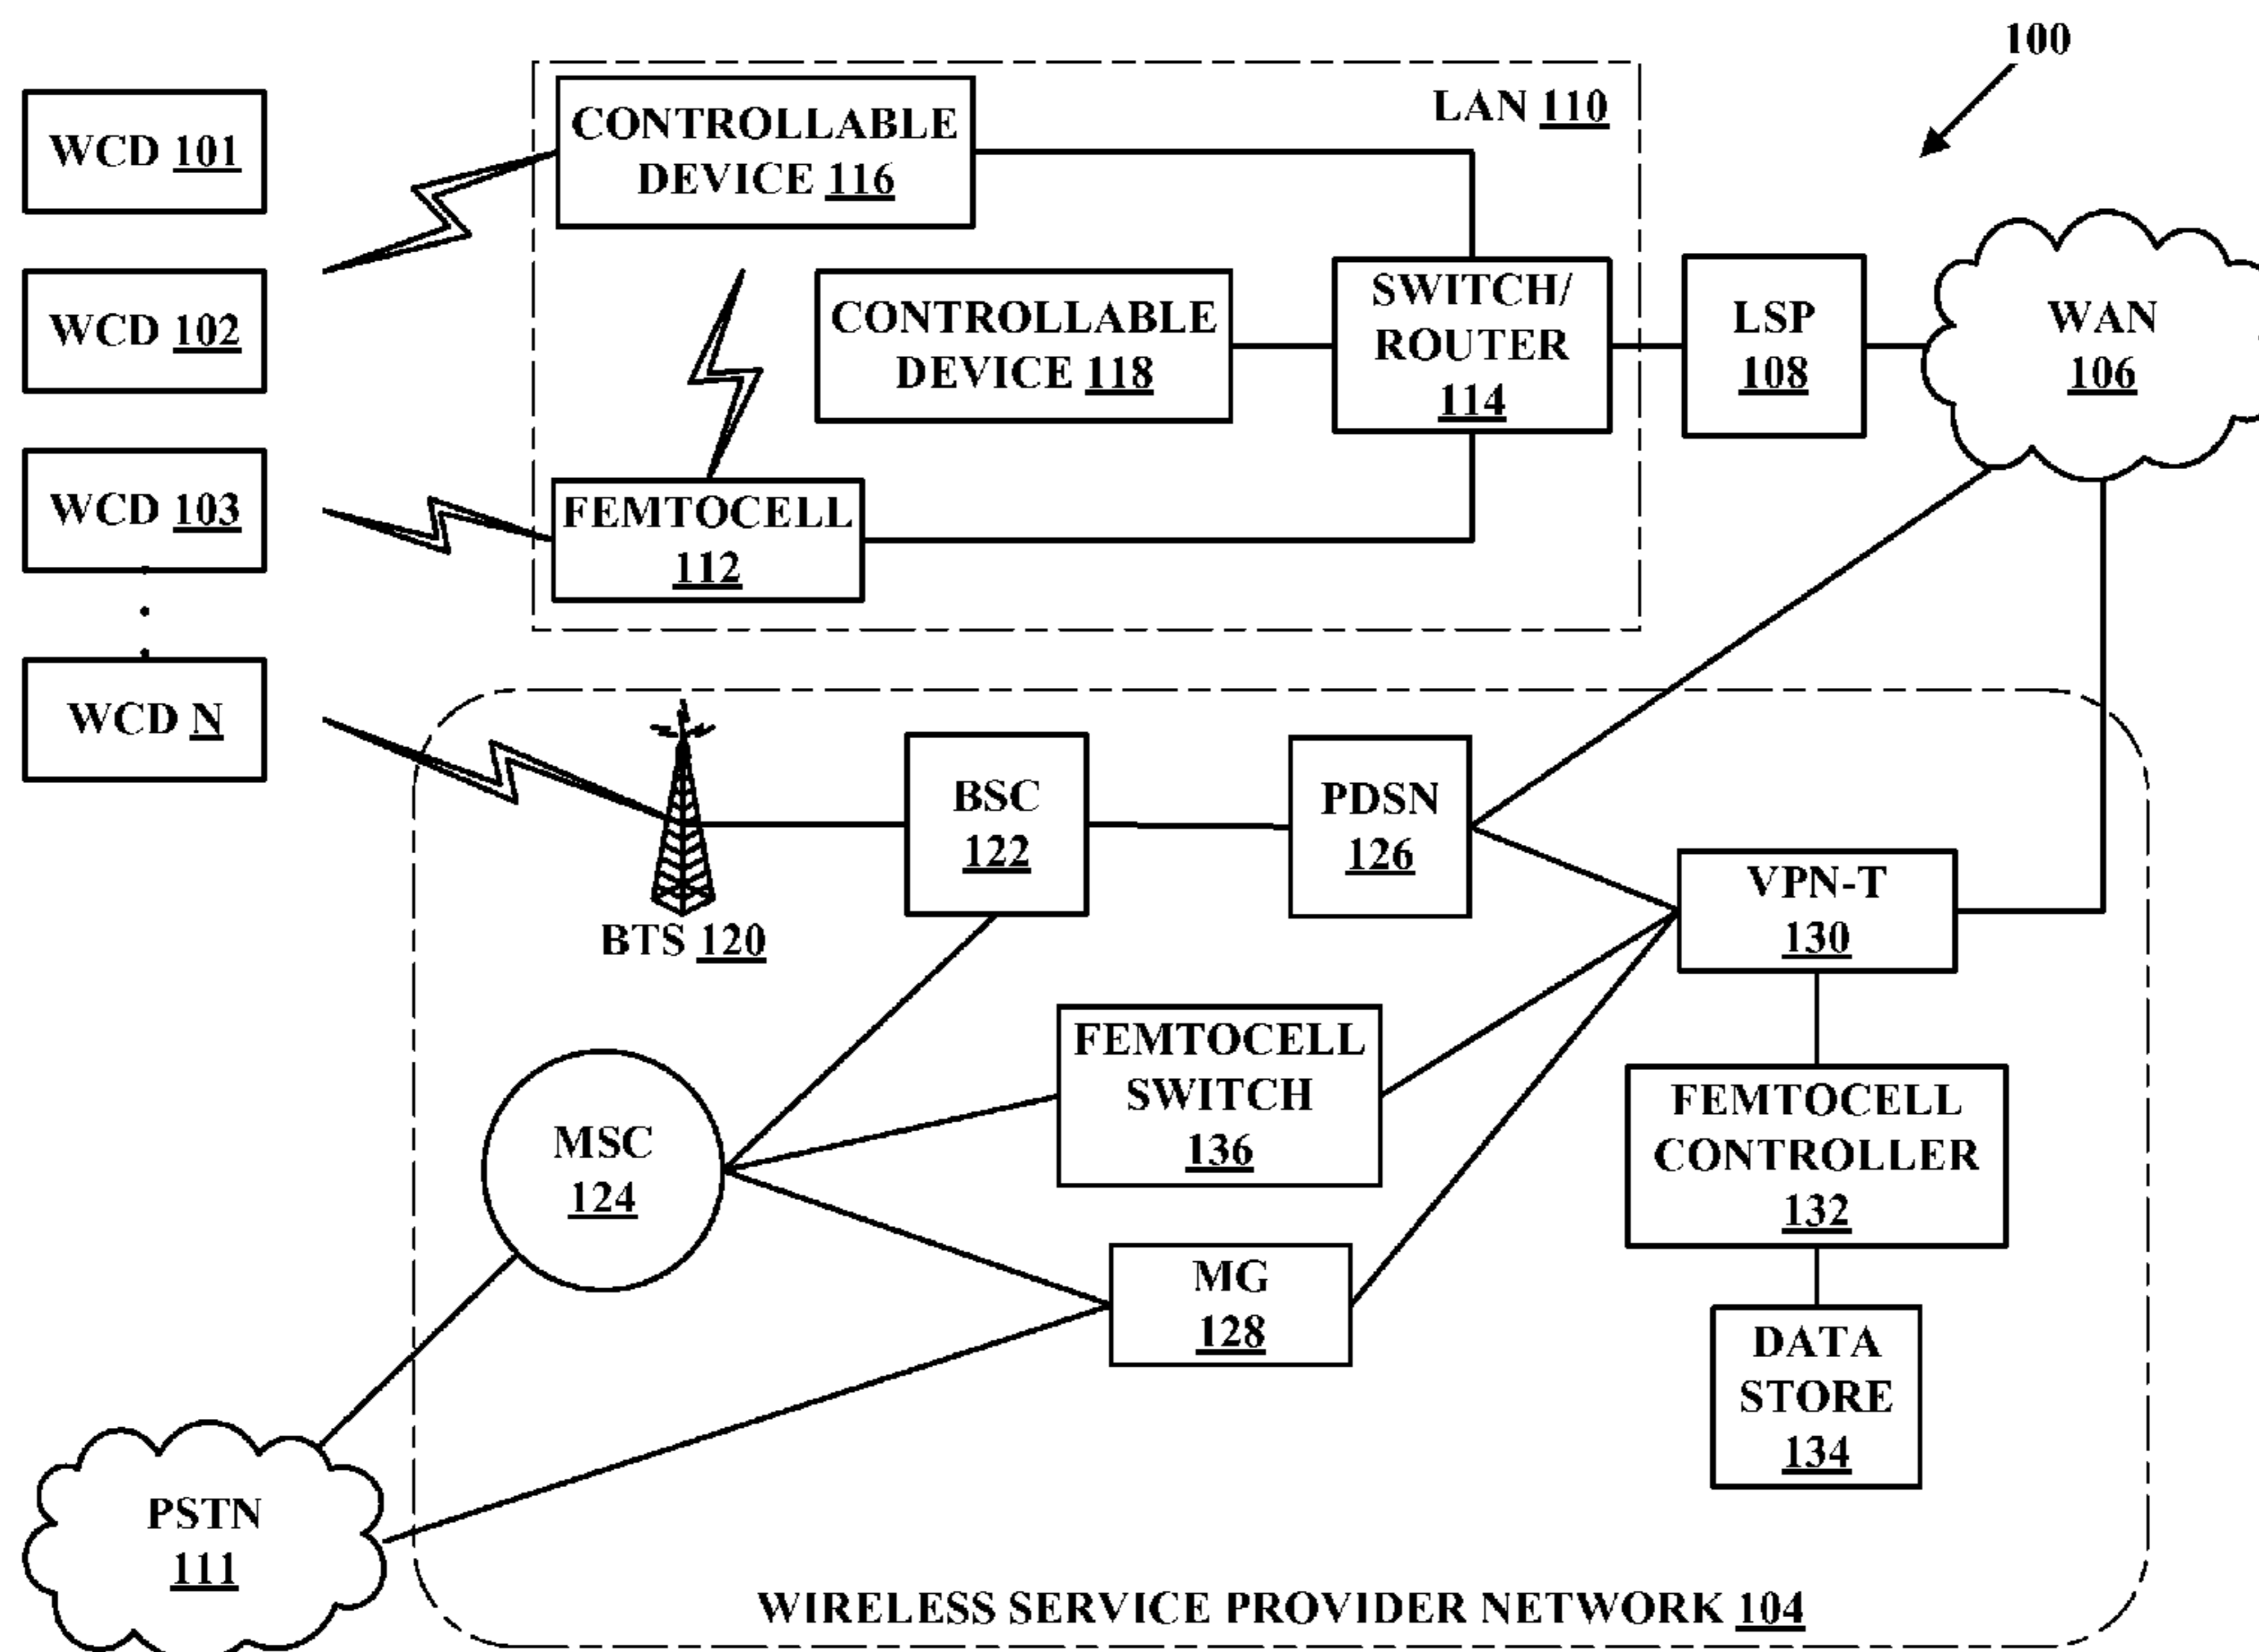 100
WCD 101
CONTROLLABLE
DEVICE 116
LAN 110
WCD 102
CONTROLLABLE
DEVICE 118
SWITCH/
ROUTER
114
LSP
108
WAN
106
WCD 103
FEMTOCELL
112
WCD N
BTS 120
BSC
122
PDSN
126
VPN-T
130
FEMTOCELL
SWITCH
136
FEMTOCELL
CONTROLLER
132
MSC
124
MG
128
DATA
STORE
134
PSTN
111
WIRELESS SERVICE PROVIDER NETWORK 104